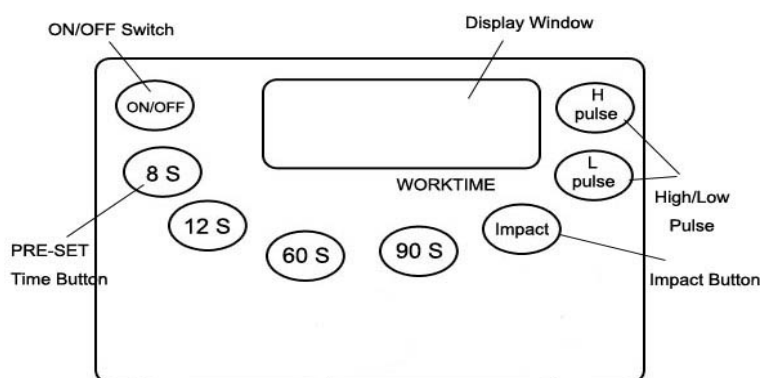 ON/OFF Switch
Display Window
ON/OFF
H
pulse
8 S
L
pulse
WORKTIME
High/Low
Pulse
12 S
Impact
PRE-SET
Time Button
60 S
90 S
Impact Button